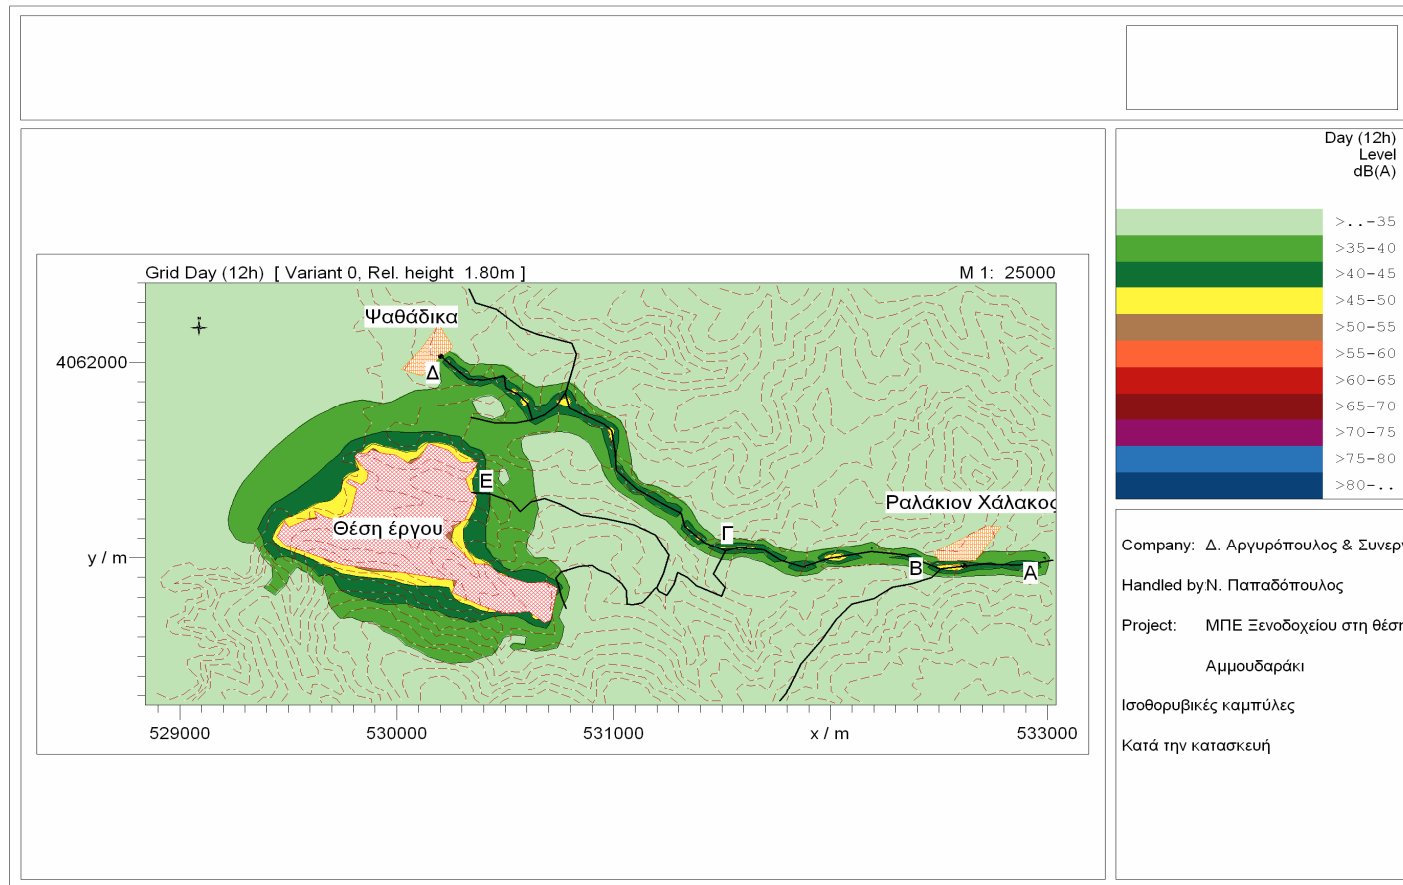 Day (12h)
Level
dB(A)
>..-35
>35-40
>40-45
>45-50
>50-55
>55-60
>60-65
>65-70
>70-75
>75-80
>80-..
Grid Day (12h) [ Variant 0, Rel. height 1.80m ]
M 1: 25000
Ψαθάδικα
4062000
Δ
Ε
Ραλάκιον Χάλακος
Θέση έργου
Γ
y / m
Β
Α
529000
530000
531000
x / m
533000
Company: Δ. Αργυρόπουλος & Συνεργ
Handled by: Ν. Παπαδόπουλος
Project: ΜΠΕ Ξενοδοχείου στη θέση
Αμμουδαράκι
Ισοθορυβικές καμπύλες
Κατά την κατασκευή